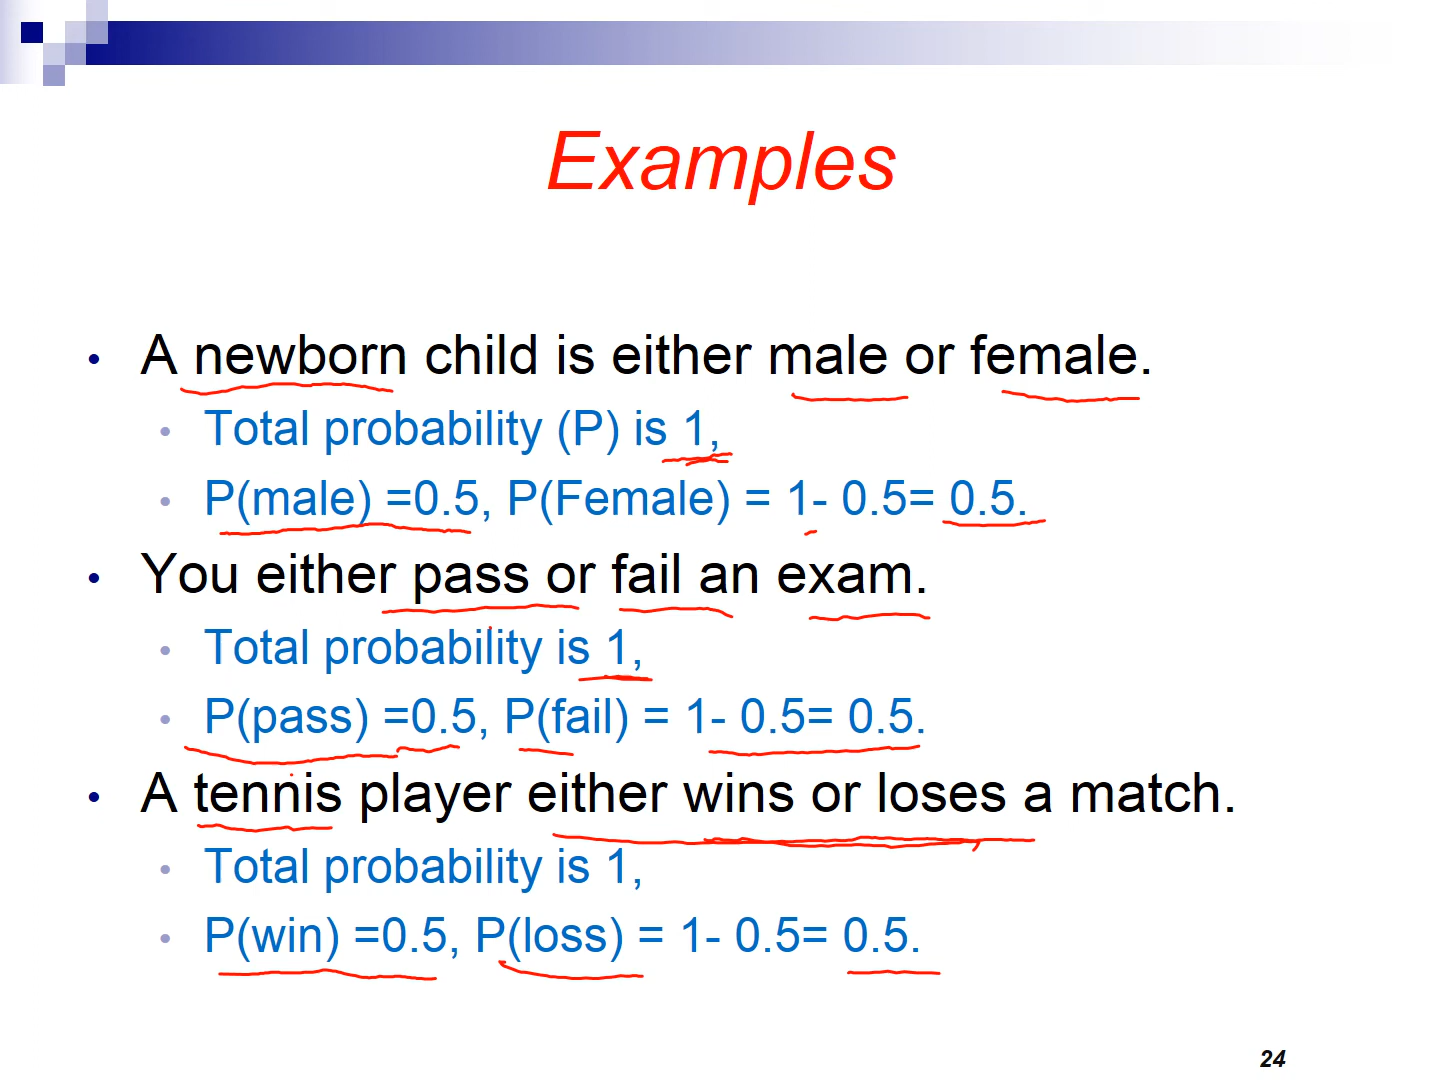 Examples
• A newborn child is either male or female.
• Total probability (P) is 1,
• P(male) =0.5, P(Female) = 1- 0.5= 0.5.
• You either pass or fail an exam.
• Total probability is 1,
• P(pass) =0.5, P(fail) = 1- 0.5= 0.5.
• A tennis player either wins or loses a match.
• Total probability is 1,
• P(win) =0.5, P(loss) = 1- 0.5= 0.5.
24